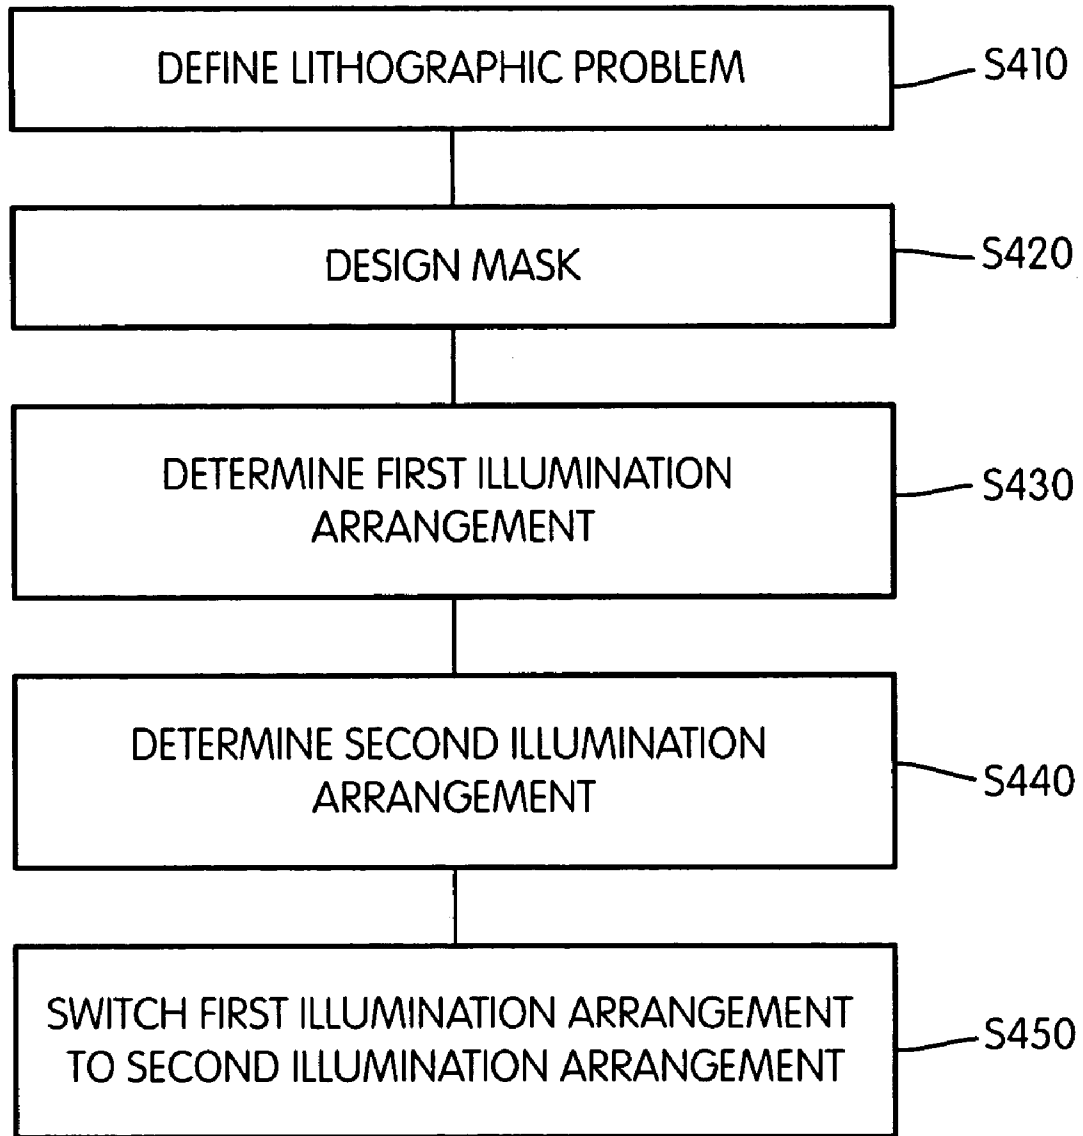 DEFINE LITHOGRAPHIC PROBLEM
S410
DESIGN MASK
S420
DETERMINE FIRST ILLUMINATION
ARRANGEMENT
S430
DETERMINE SECOND ILLUMINATION
ARRANGEMENT
S440
SWITCH FIRST ILLUMINATION ARRANGEMENT
TO SECOND ILLUMINATION ARRANGEMENT
S450